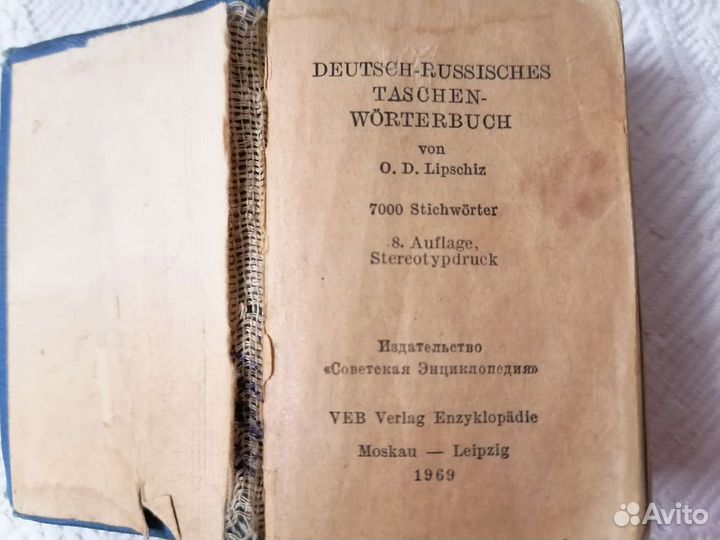 DEUTSCH-RUSSISCHES
TASCHEN-
WÖRTERBUCH
von
O. D. Lipschiz
7000 Stichwörter
8. Auflage,
Stereotypdruck
Издательство
«Советская Энциклопедия»
VEB Verlag Enzyklopädie
Moskau — Leipzig
1969
Avito